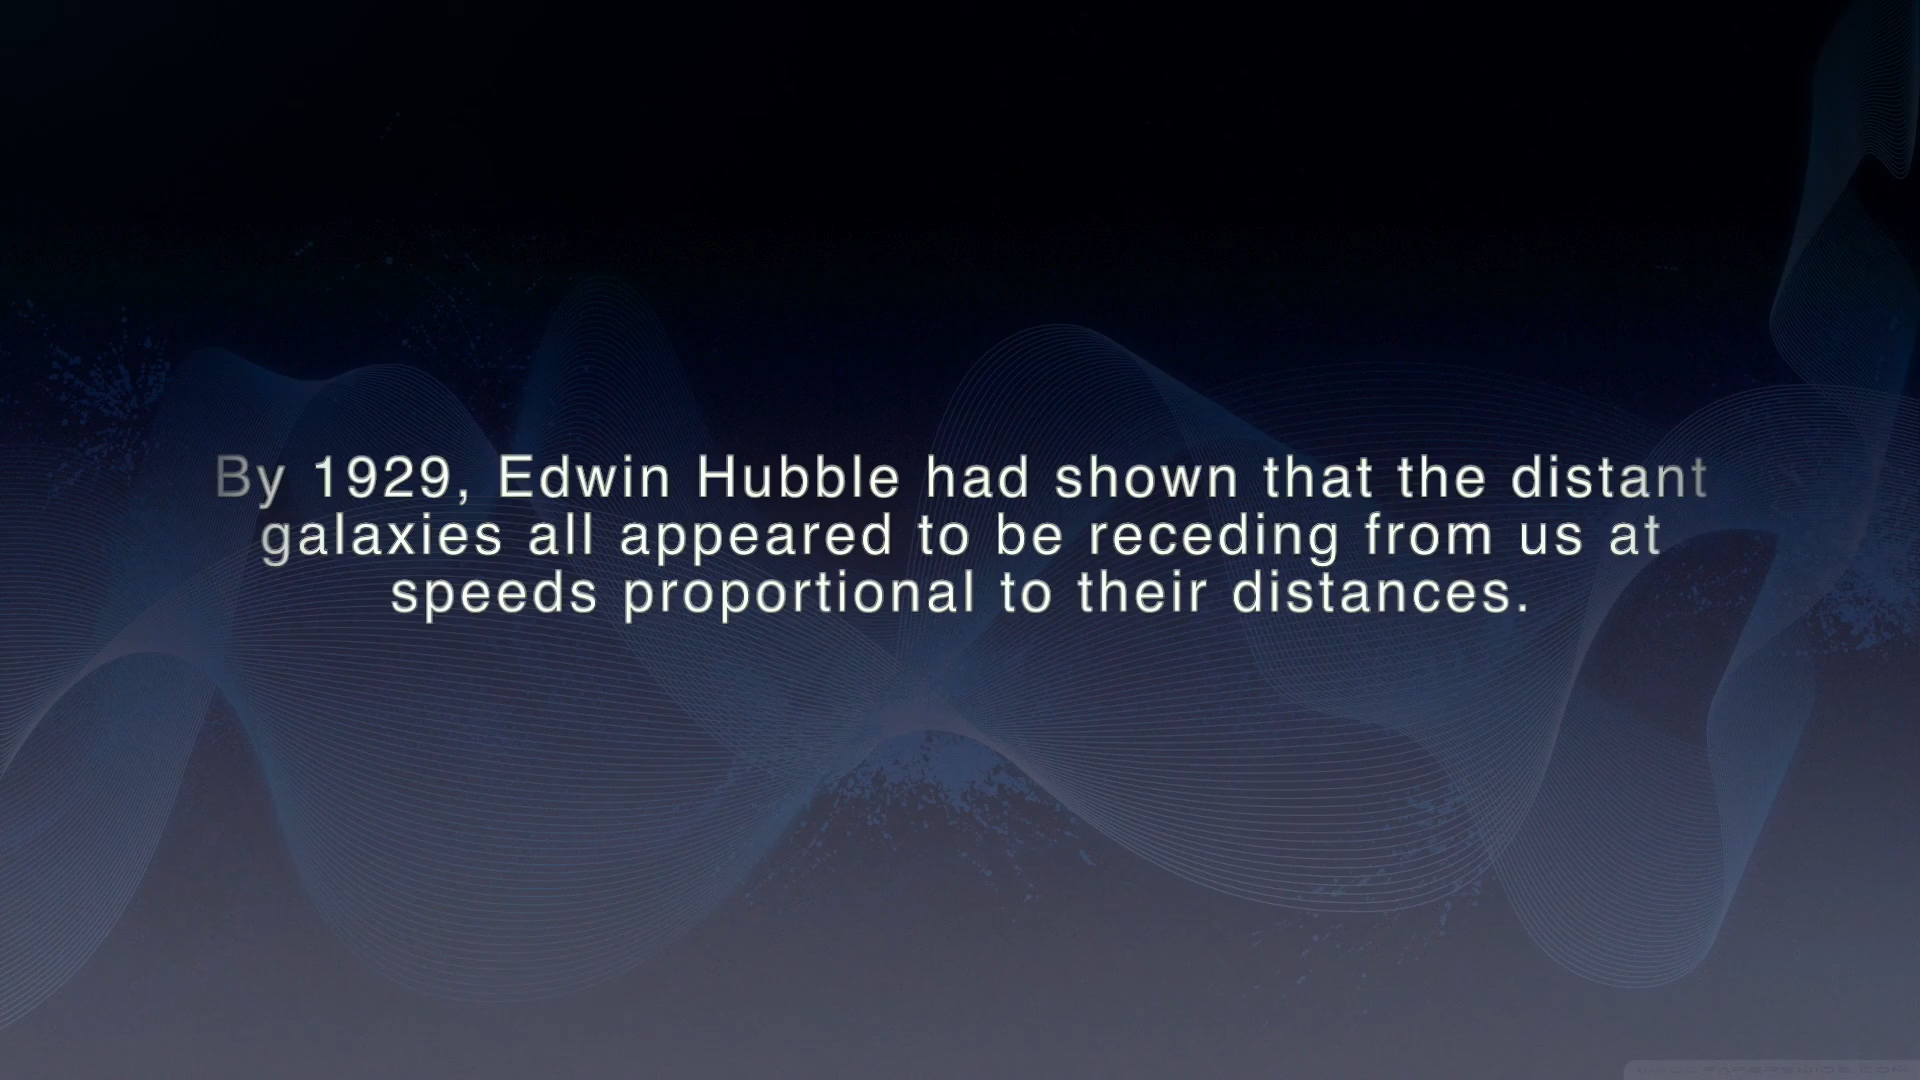 By 1929, Edwin Hubble had shown that the distant
galaxies all appeared to be receding from us at
speeds proportional to their distances.